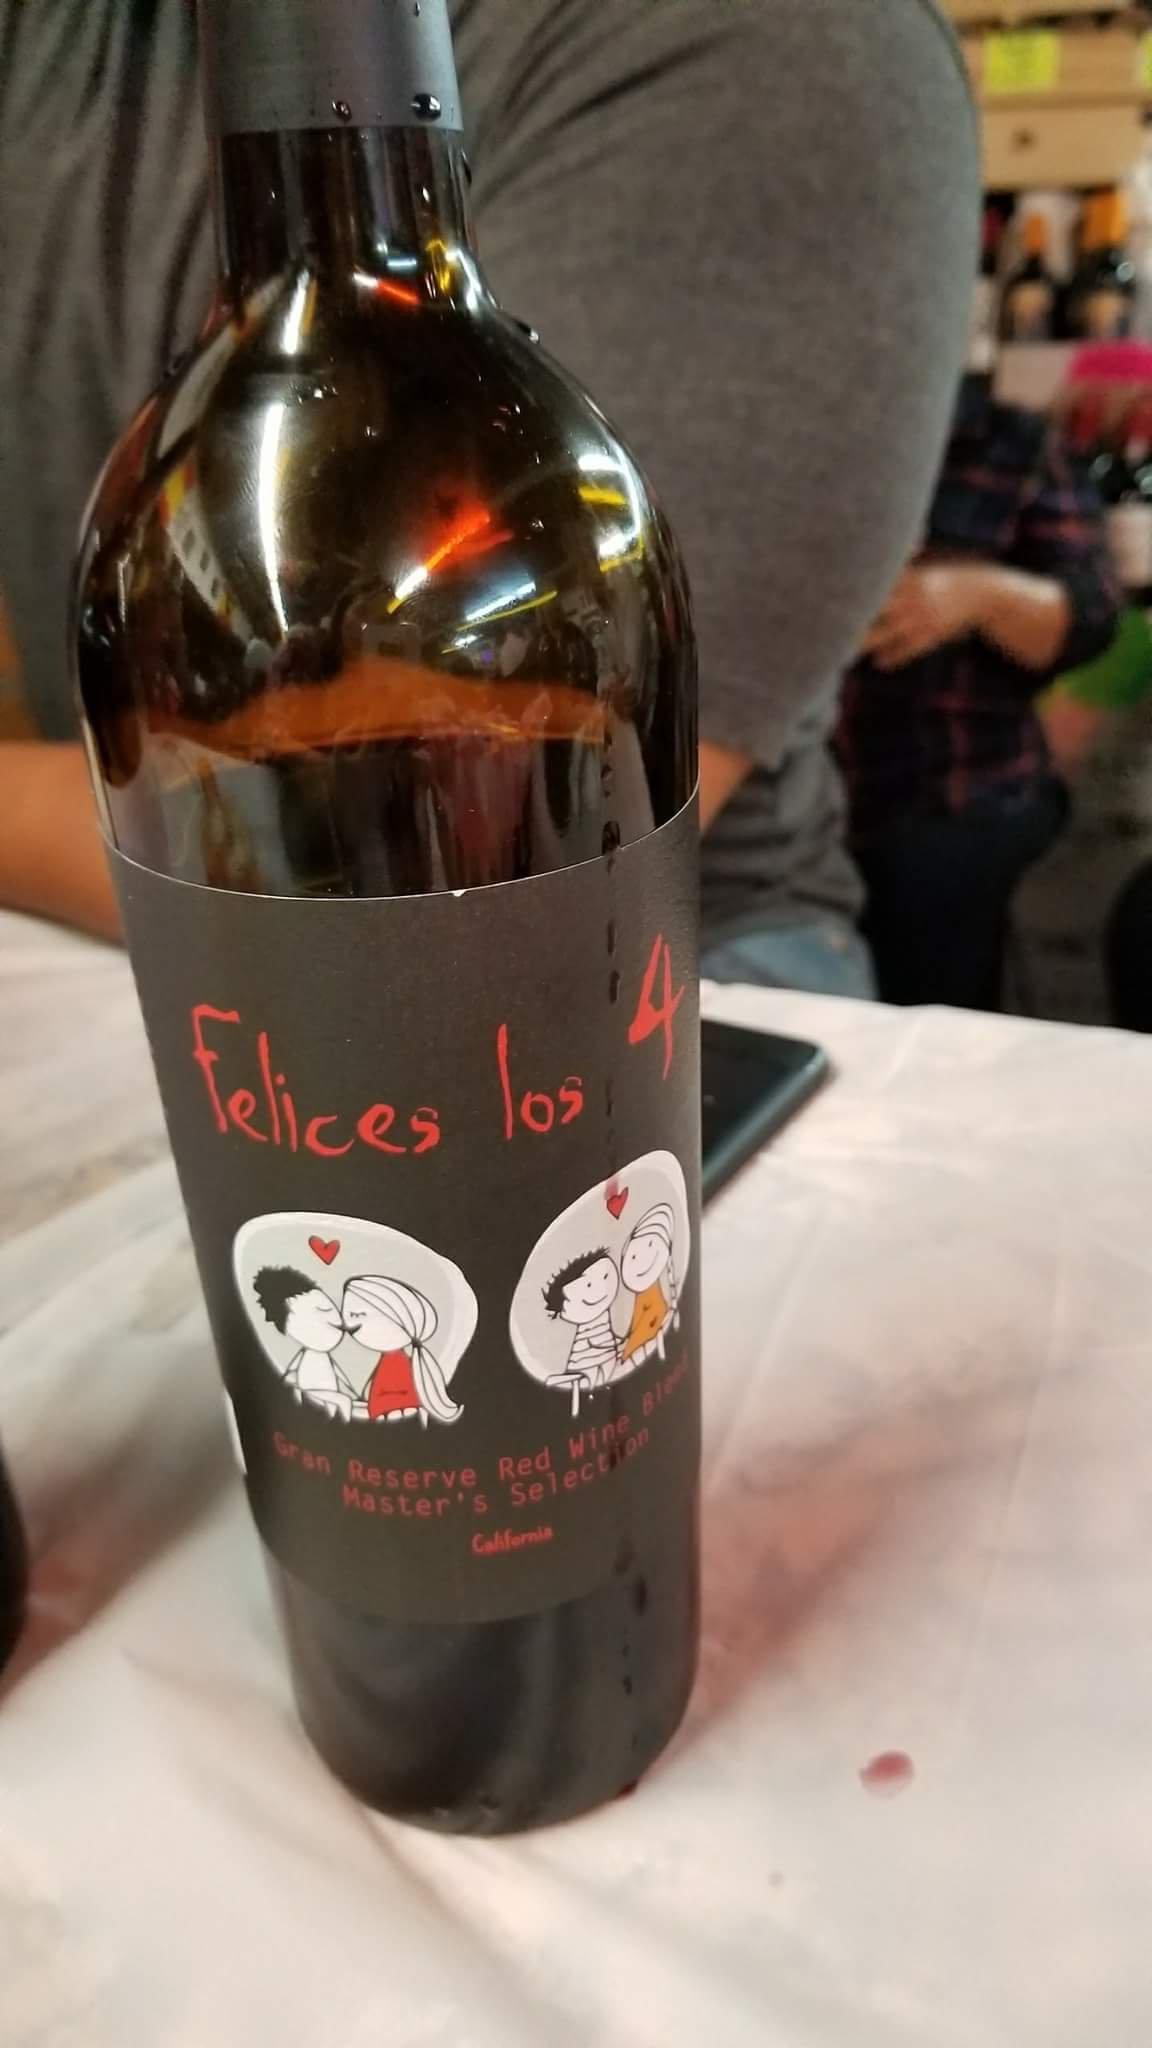 Felices los 4
Gran Reserve Red Wine Blend
Master's Selection
California